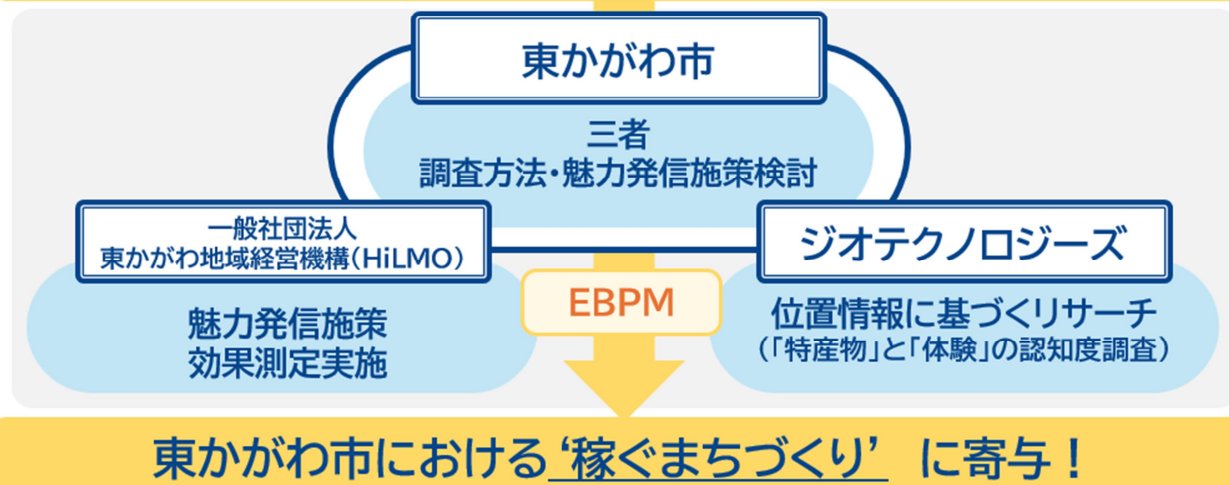 東かがわ市
三者
調査方法・魅力発信施策検討
一般社団法人
東かがわ地域経営機構(HiLMO)
ジオテクノロジーズ
EBPM
魅力発信施策
効果測定実施
位置情報に基づくリサーチ
(「特産物」と「体験」の認知度調査)
東かがわ市における‘稼ぐまちづくり’ に寄与！